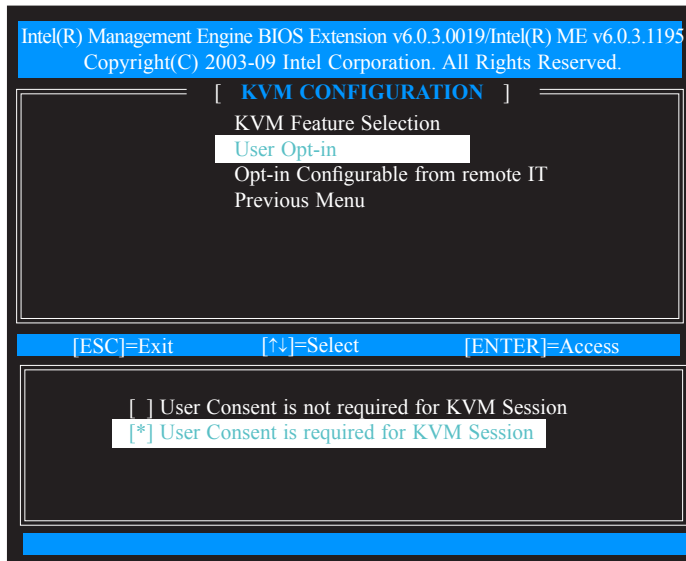 Intel(R) Management Engine BIOS Extension v6.0.3.0019/Intel(R) ME v6.0.3.1195
Copyright(C) 2003-09 Intel Corporation. All Rights Reserved.
[ KVM CONFIGURATION ]
KVM Feature Selection
User Opt-in
Opt-in Configurable from remote IT
Previous Menu
[ESC]=Exit [↑↓]=Select [ENTER]=Access
[ ] User Consent is not required for KVM Session
[*] User Consent is required for KVM Session